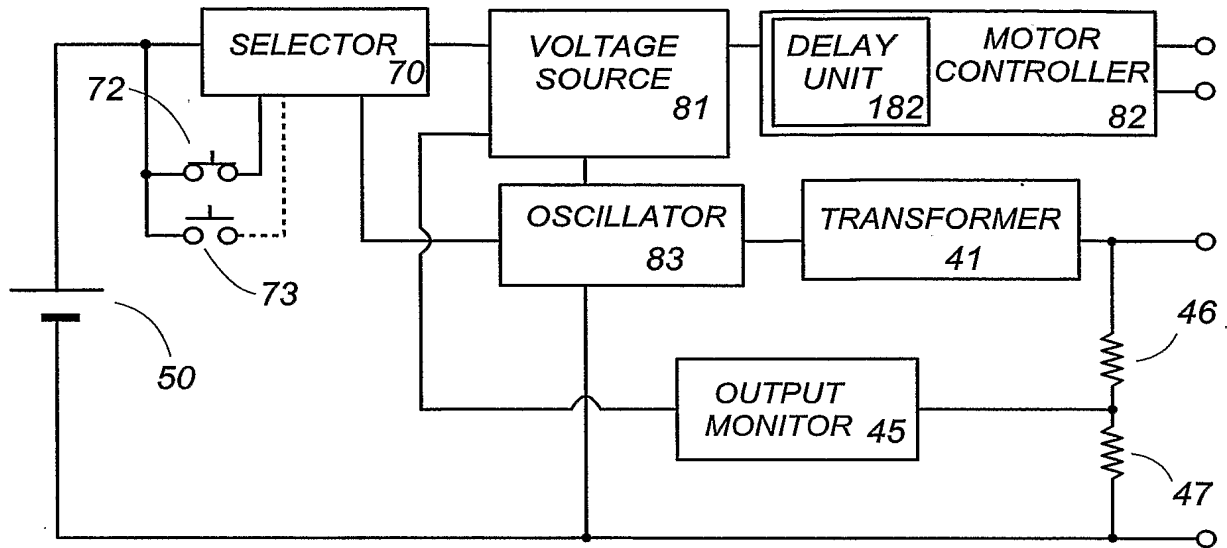 SELECTOR
70
VOLTAGE
SOURCE
81
DELAY
UNIT
182
MOTOR
CONTROLLER
82
72
73
50
OSCILLATOR
83
TRANSFORMER
41
46
OUTPUT
MONITOR
45
47